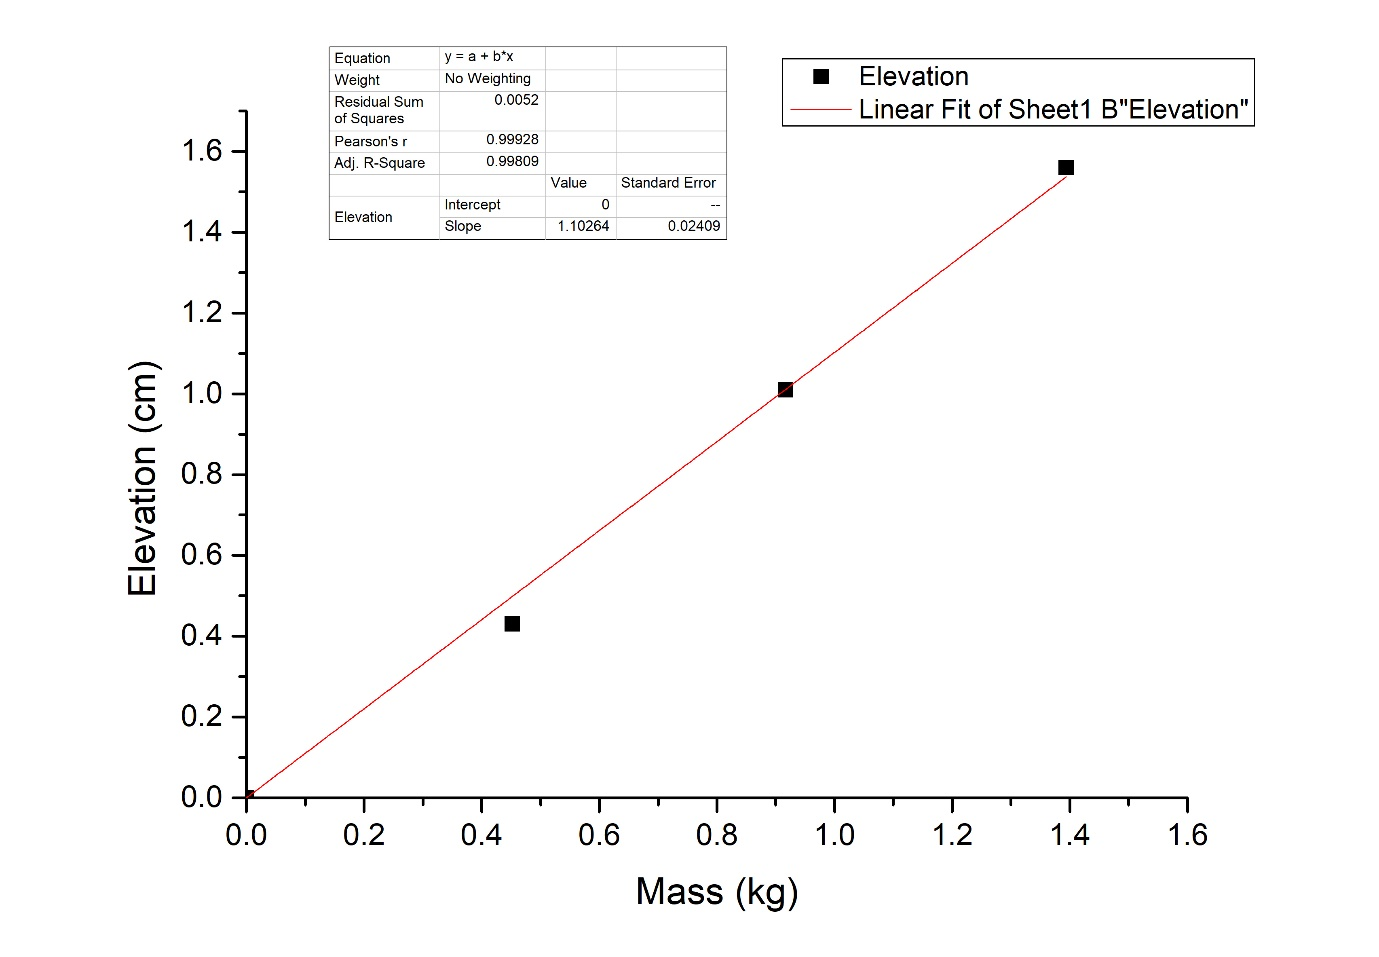 Equation y = a + b*x
Weight No Weighting
Residual Sum
of Squares 0.0052
Pearson's r 0.99928
Adj. R-Square 0.99809
Value Standard Error
Elevation Intercept 0 --
Slope 1.10264 0.02409
Elevation
Linear Fit of Sheet1 B"Elevation"
1.6
1.4
1.2
1.0
0.8
0.6
0.4
0.2
0.0
Elevation (cm)
0.0 0.2 0.4 0.6 0.8 1.0 1.2 1.4 1.6
Mass (kg)